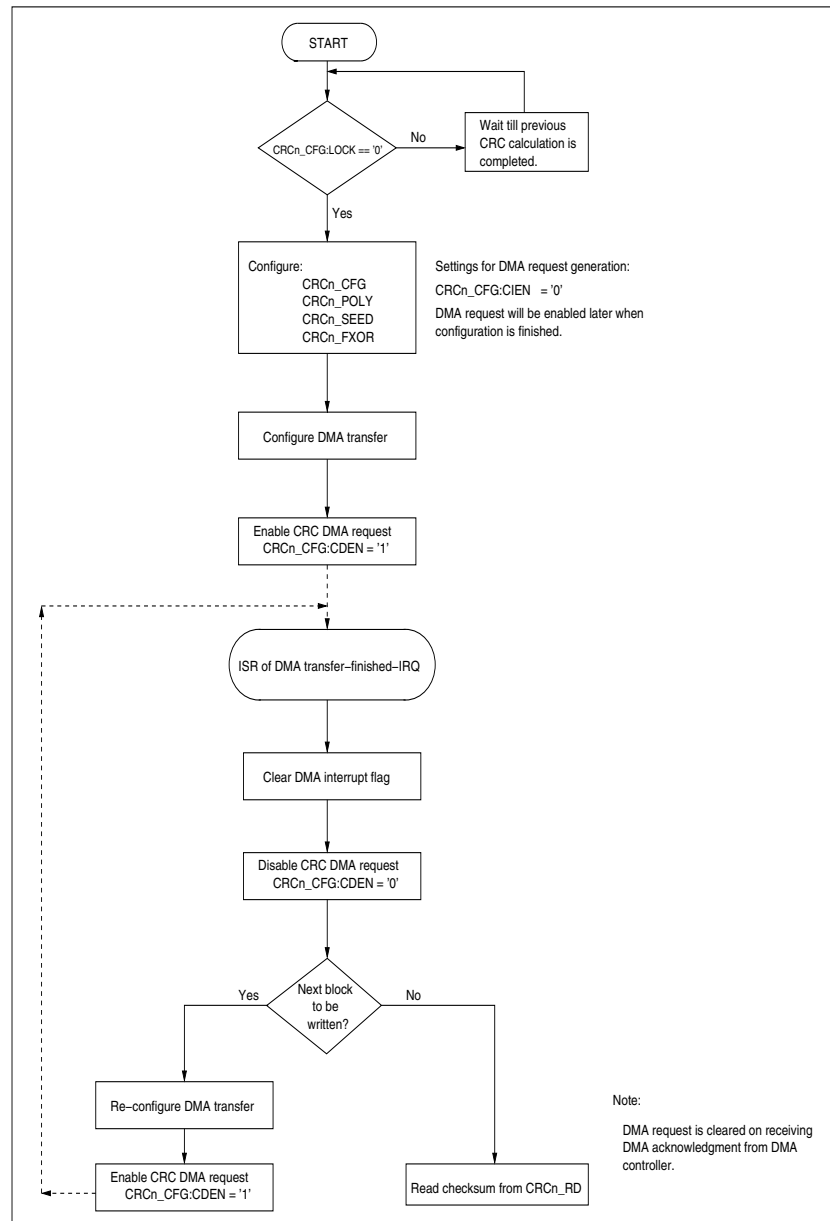 START
CRCn_CFG:LOCK == '0'
No
Wait till previous
CRC calculation is
completed.
Yes
Configure:
CRCn_CFG
CRCn_POLY
CRCn_SEED
CRCn_FXOR
Settings for DMA request generation:
CRCn_CFG:CIEN = '0'
DMA request will be enabled later when
configuration is finished.
Configure DMA transfer
Enable CRC DMA request
CRCn_CFG:CDEN = '1'
ISR of DMA transfer−finished−IRQ
Clear DMA interrupt flag
Disable CRC DMA request
CRCn_CFG:CDEN = '0'
Next block
to be
written?
Yes
No
Re−configure DMA transfer
Enable CRC DMA request
CRCn_CFG:CDEN = '1'
Read checksum from CRCn_RD
Note:
DMA request is cleared on receiving
DMA acknowledgment from DMA
controller.